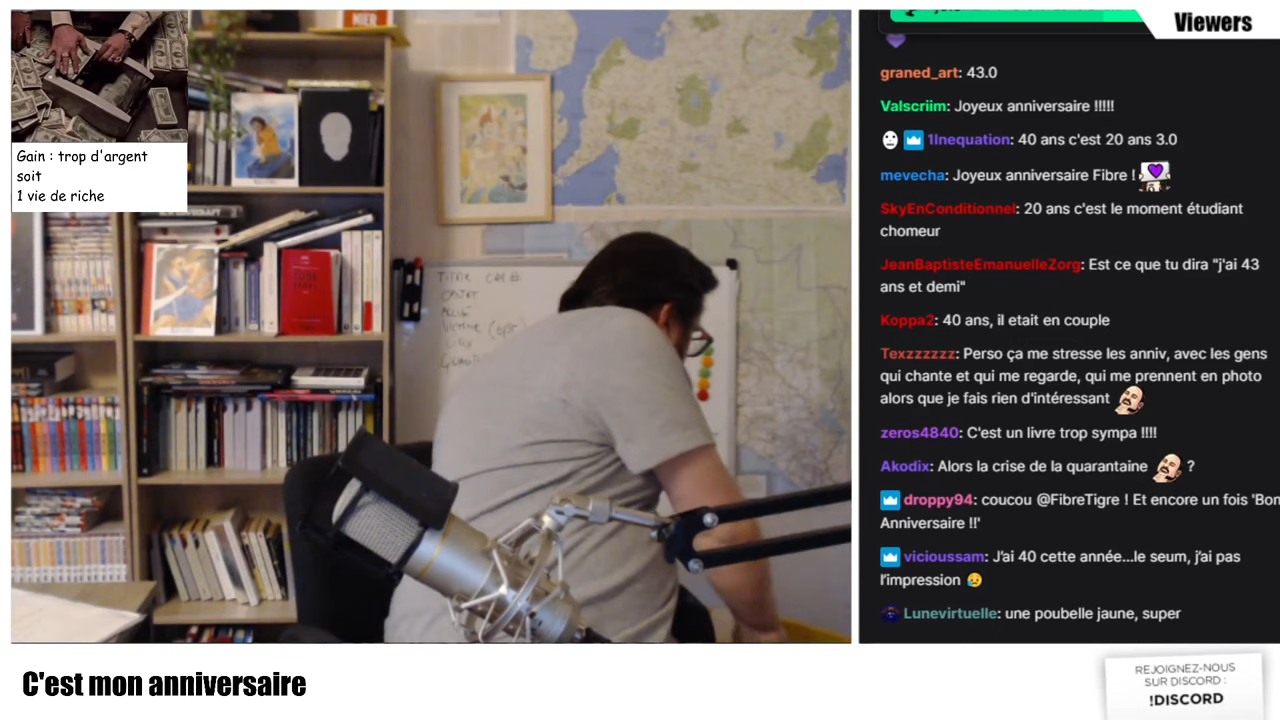 Gain : trop d'argent
soit
1 vie de riche
HIER
TITRE
Viewers
graned_art: 43.0
Valscriim: Joyeux anniversaire !!!!!
1Inequation: 40 ans c'est 20 ans 3.0
mevecha: Joyeux anniversaire Fibre !
SkyEnConditionnel: 20 ans c'est le moment étudiant
chomeur
JeanBaptisteEmanuelleZorg: Est ce que tu dira "j'ai 43
ans et demi"
Koppa2: 40 ans, il etait en couple
Texzzzzzz: Perso ça me stresse les anniv, avec les gens
qui chante et qui me regarde, qui me prennent en photo
alors que je fais rien d'intéressant
zeros4840: C'est un livre trop sympa !!!!
Akodix: Alors la crise de la quarantaine ?
droppy94: coucou @FibreTigre ! Et encore un fois 'Bon
Anniversaire !!'
vicioussam: J'ai 40 cette année...le seum, j'ai pas
l'impression 😥
Lunevirtuelle: une poubelle jaune, super
C'est mon anniversaire
REJOIGNEZ-NOUS
SUR DISCORD :
!DISCORD